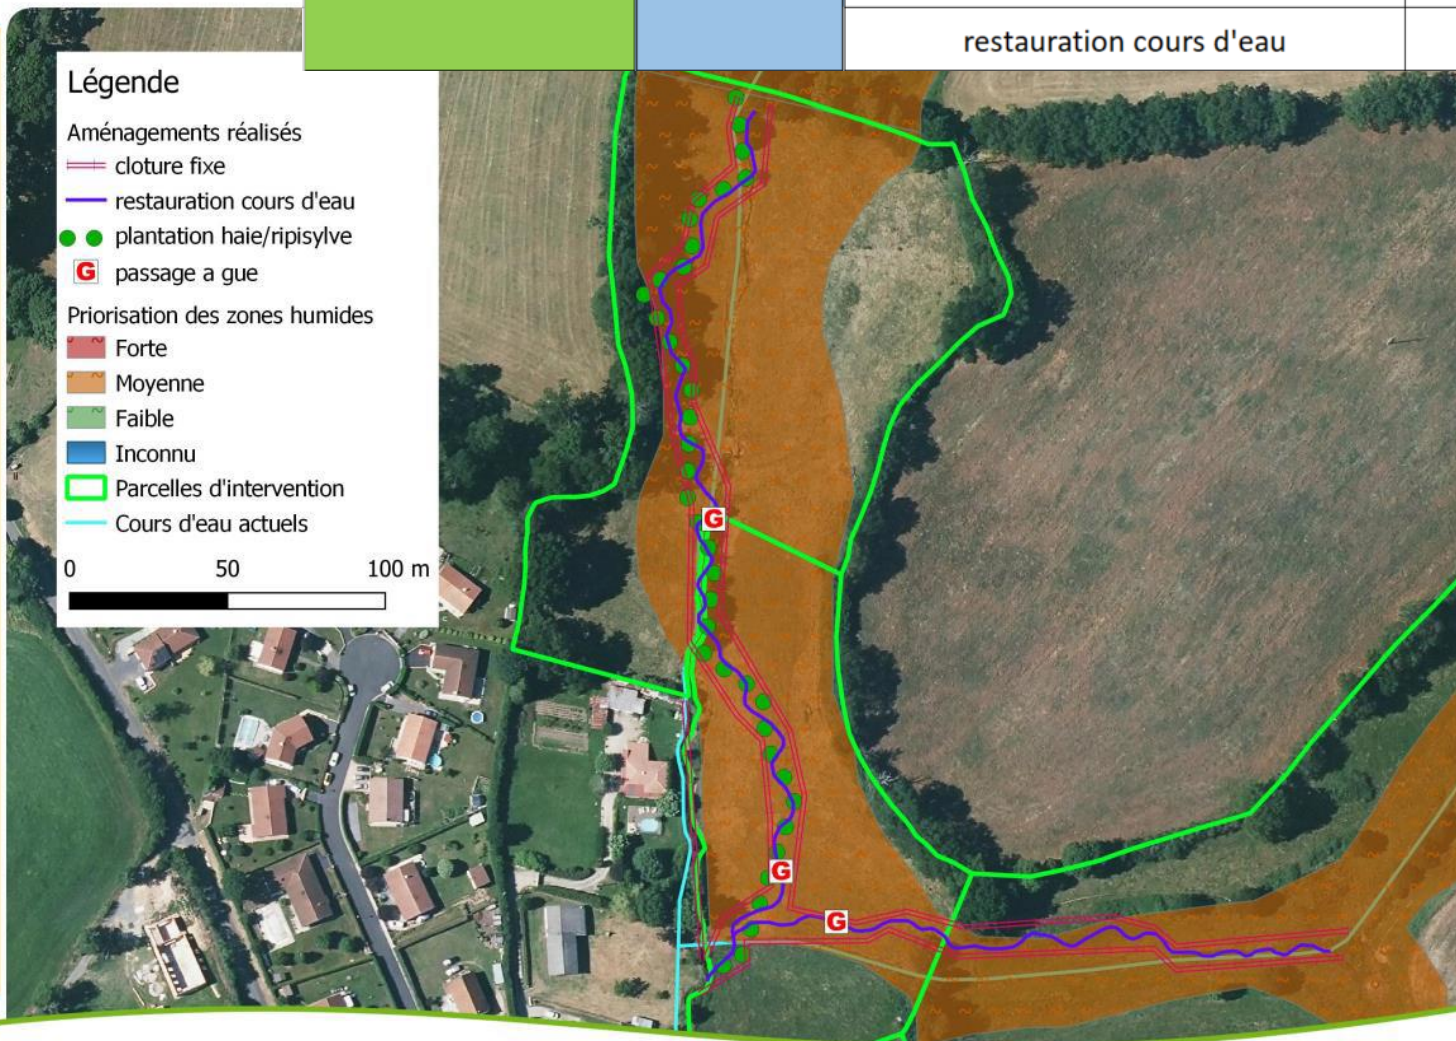 restauration cours d'eau
Légende
Aménagements réalisés
cloture fixe
restauration cours d'eau
plantation haie/ripisylve
G passage a gue
Priorisation des zones humides
Forte
Moyenne
Faible
Inconnu
Parcelles d'intervention
Cours d'eau actuels
0 50 100 m
G
G
G